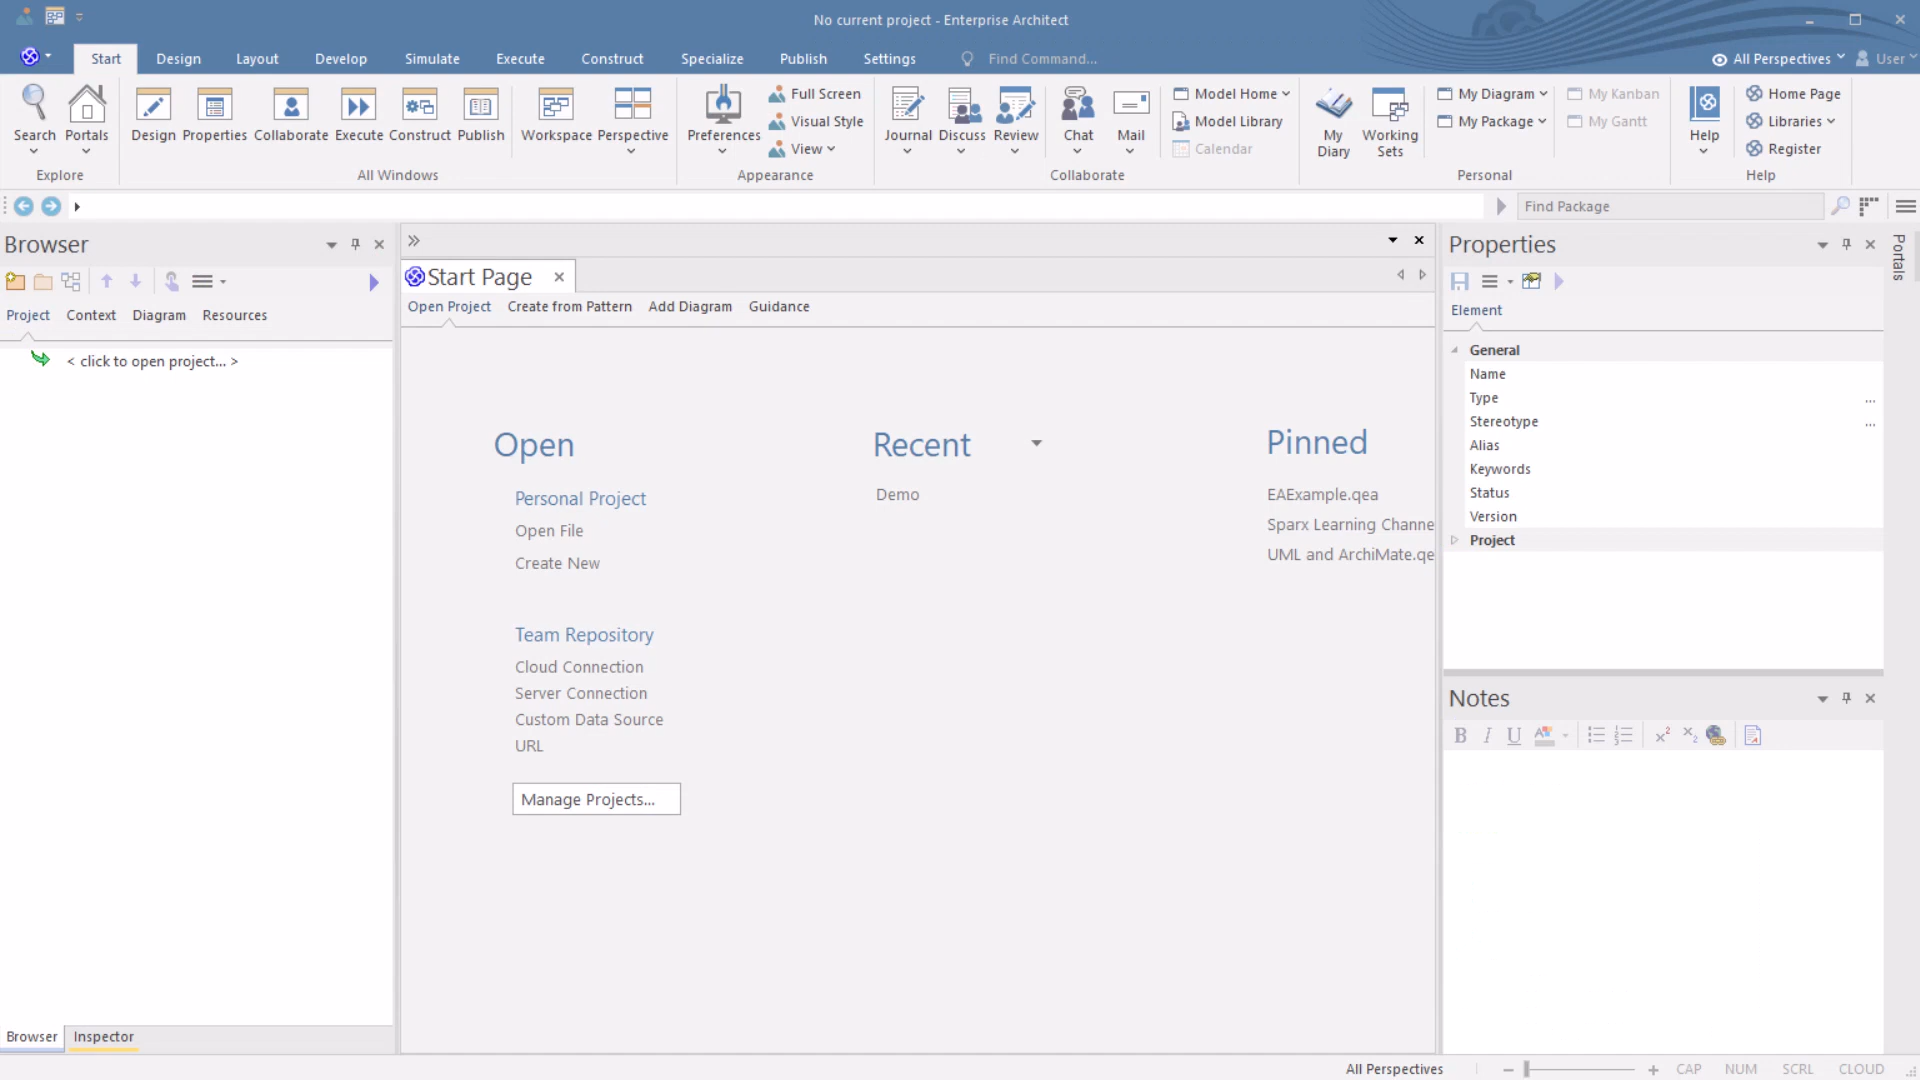 No current project - Enterprise Architect
Start Design Layout Develop Simulate Execute Construct Specialize Publish Settings Find Command... All Perspectives User
Search Portals
Explore
Design Properties Collaborate Execute Construct Publish Workspace Perspective
All Windows
Preferences
Full Screen
Visual Style
View
Appearance
Journal Discuss Review Chat Mail
Model Home
Model Library
Calendar
Collaborate
My Diary
Working Sets
My Diagram
My Package
My Kanban
My Gantt
Personal
Help
Home Page
Libraries
Register
Help
Find Package
Browser
Project Context Diagram Resources
< click to open project... >
Browser Inspector
Start Page
Open Project Create from Pattern Add Diagram Guidance
Open
Personal Project
Open File
Create New
Team Repository
Cloud Connection
Server Connection
Custom Data Source
URL
Manage Projects...
Recent
Demo
Pinned
EAExample.qea
Sparx Learning Channe
UML and ArchiMate.qe
Properties
Element
General
Name
Type ...
Stereotype ...
Alias
Keywords
Status
Version
Project
Portals
Notes
B I U
All Perspectives CAP NUM SCRL CLOUD